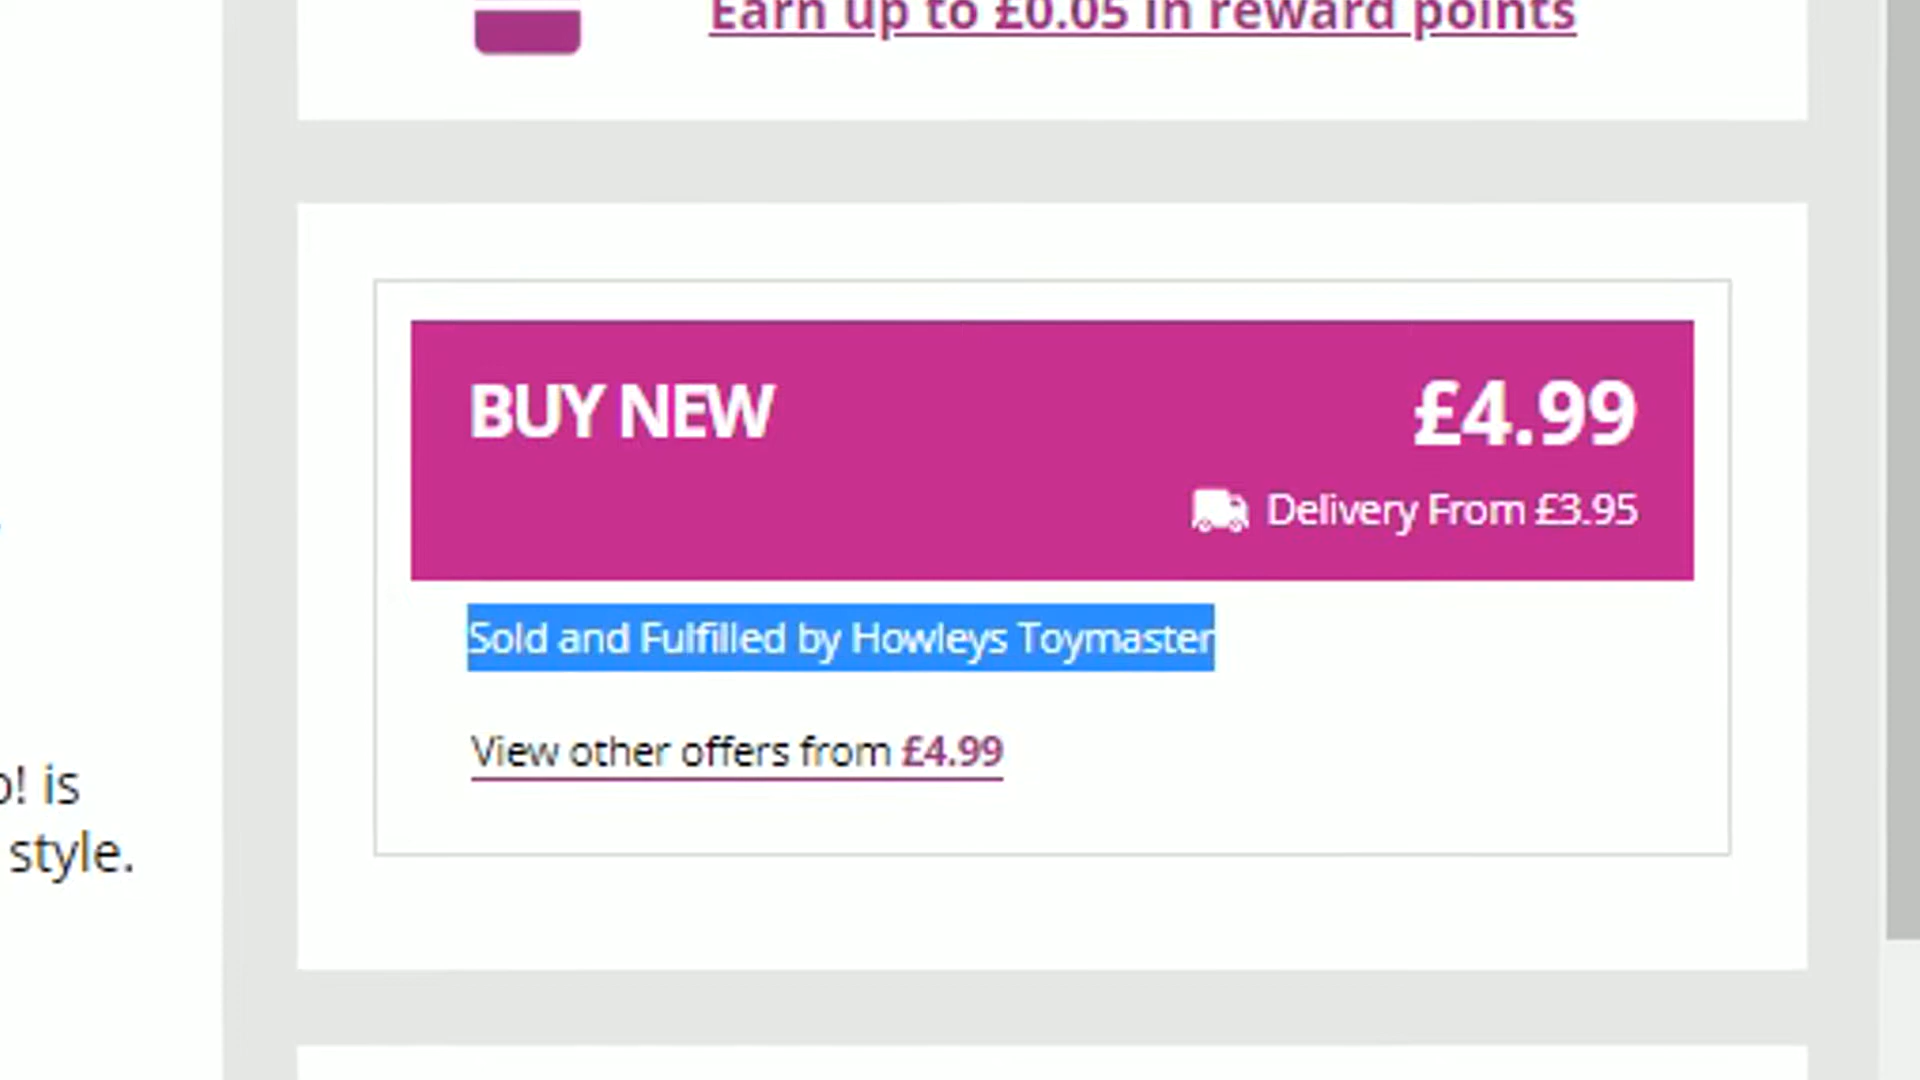 Earn up to £0.05 in reward points
BUY NEW
£4.99
Delivery From £3.95
Sold and Fulfilled by Howleys Toymaster
View other offers from £4.99
! is
style.